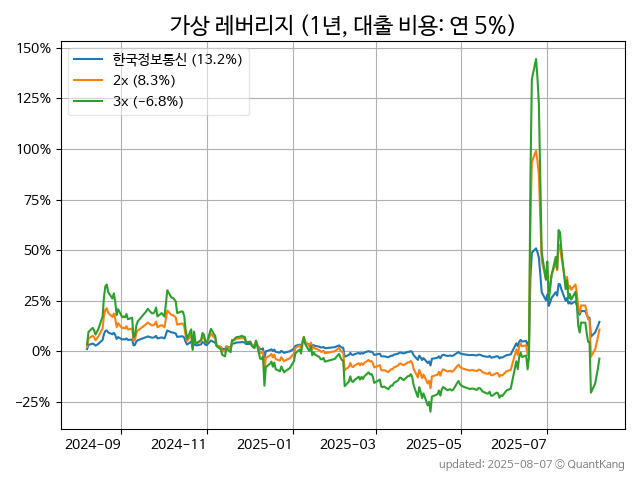 가상 레버리지 (1년, 대출 비용: 연 5%)
150%
125%
100%
75%
50%
25%
0%
−25%
한국정보통신 (13.2%)
2x (8.3%)
3x (-6.8%)
2024-09
2024-11
2025-01
2025-03
2025-05
2025-07
updated: 2025-08-07 © QuantKang